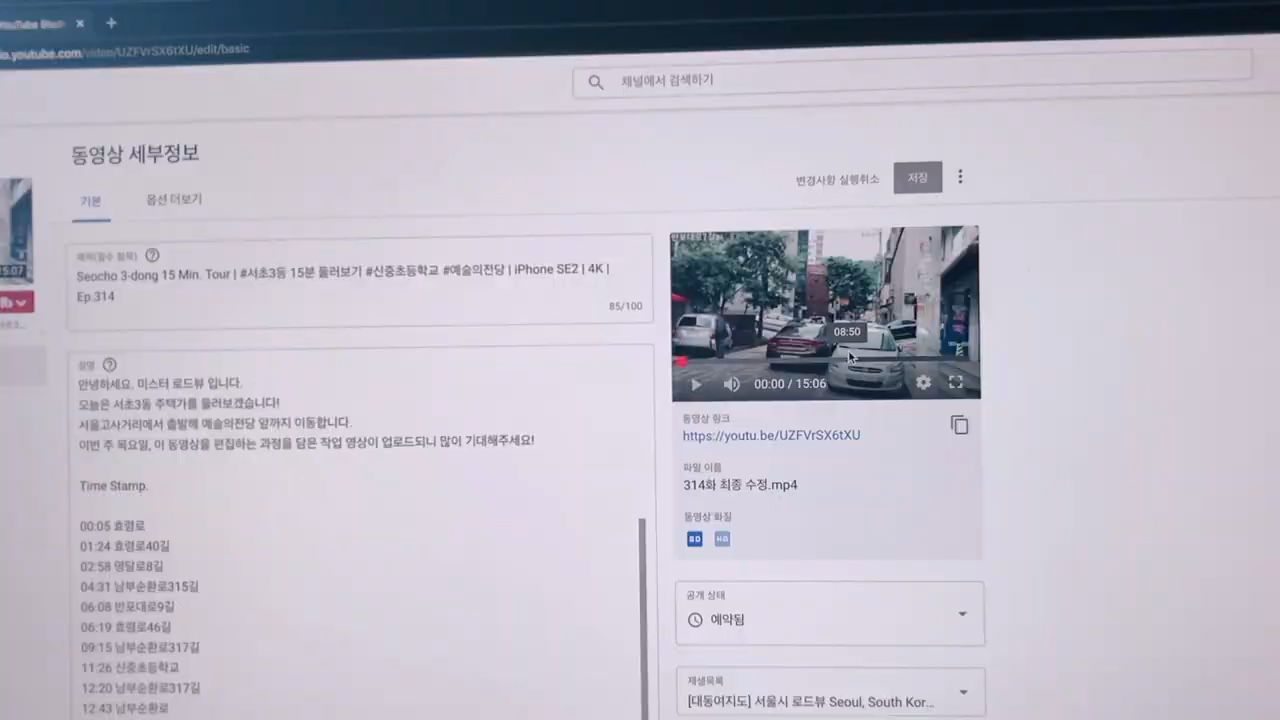 YouTube Stud
io.youtube.com/video/UZFVrSX6tXU/edit/basic
채널에서 검색하기
동영상 세부정보
변경사항 실행취소
저장
기본
옵션 더보기
제목(필수 항목)
Seocho 3-dong 15 Min. Tour | #서초3동 15분 둘러보기 #신중초등학교 #예술의전당 | iPhone SE2 | 4K |
Ep.314
85/100
15:07
설명
안녕하세요. 미스터 로드뷰 입니다.
오늘은 서초3동 주택가를 둘러보겠습니다!
서울고사거리에서 출발해 예술의전당 앞까지 이동합니다.
이번 주 목요일, 이 동영상을 편집하는 과정을 담은 작업 영상이 업로드되니 많이 기대해주세요!
Time Stamp.
00:05 효령로
01:24 효령로40길
02:58 명달로8길
04:31 남부순환로315길
06:08 반포대로9길
06:19 효령로46길
09:15 남부순환로317길
11:26 신중초등학교
12:20 남부순환로317길
12:43 남부순환로
08:50
00:00 / 15:06
동영상 링크
https://youtu.be/UZFVrSX6tXU
파일 이름
314화 최종 수정.mp4
동영상 화질
SD HD
공개 상태
예약됨
재생목록
[대동여지도] 서울시 로드뷰 Seoul, South Kor...